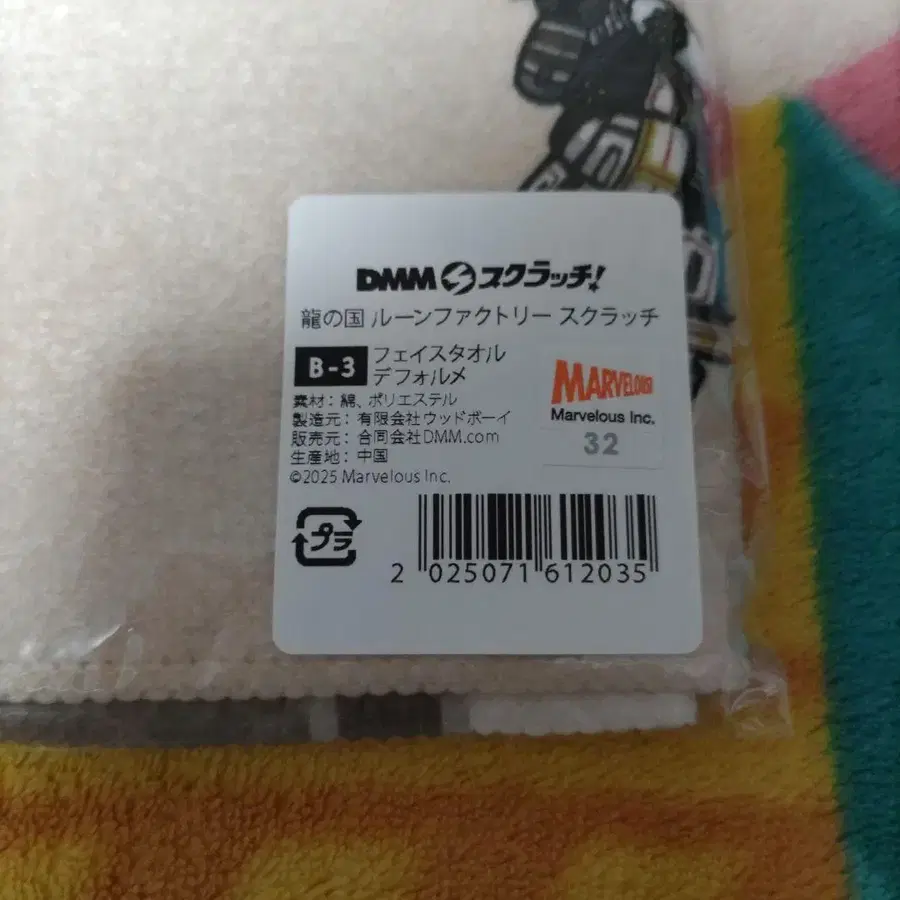 DMM スクラッチ!
龍の国 ルーンファクトリー スクラッチ
B-3 フェイスタオル
デフォルメ
素材: 綿、ポリエステル
製造元: 有限会社ウッドボーイ
販売元: 合同会社DMM.com
生産地: 中国
©2025 Marvelous Inc.
MARVELOUS!
Marvelous Inc.
32
プラ
2 025071 612035